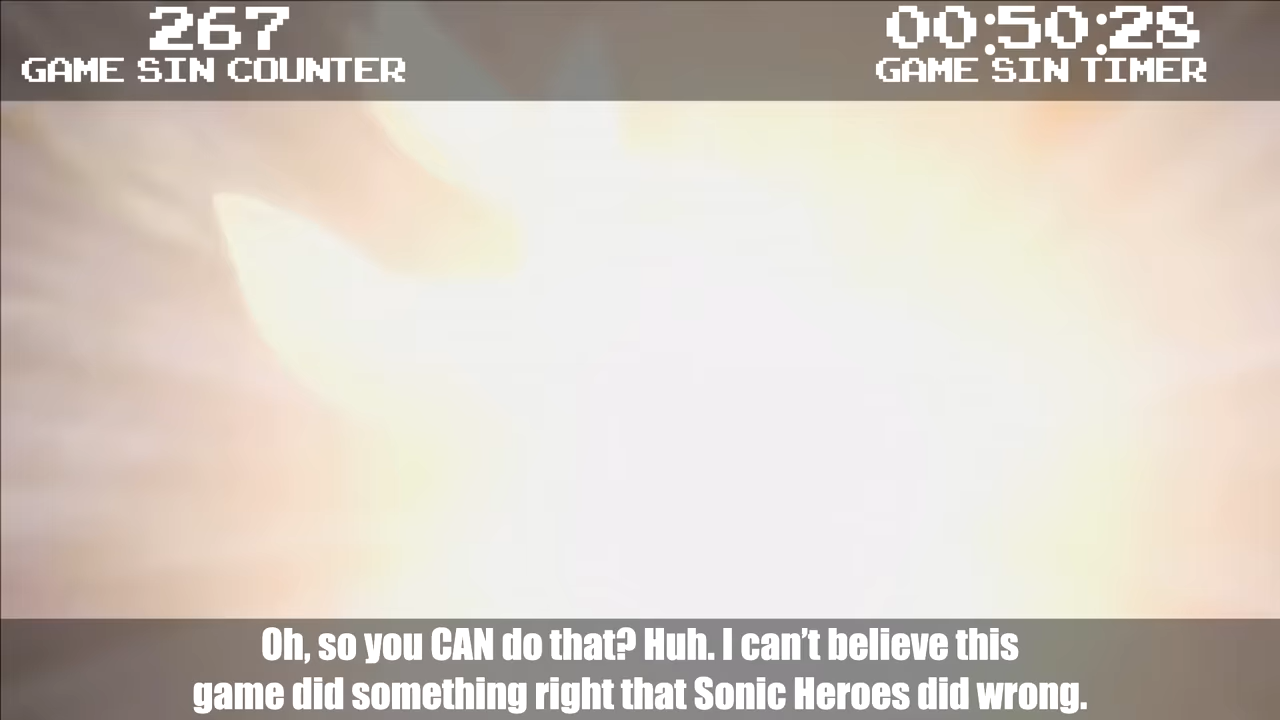 267
GAME SIN COUNTER
00:50:28
GAME SIN TIMER
Oh, so you CAN do that? Huh. I can’t believe this
game did something right that Sonic Heroes did wrong.